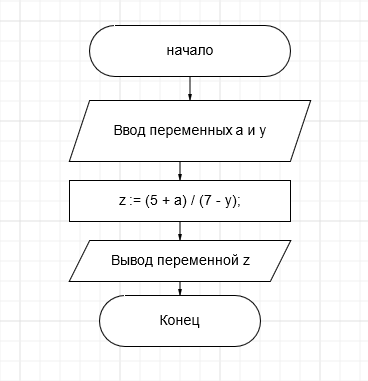 начало
Ввод переменных а и у
z := (5 + a) / (7 - y);
Вывод переменной z
Конец